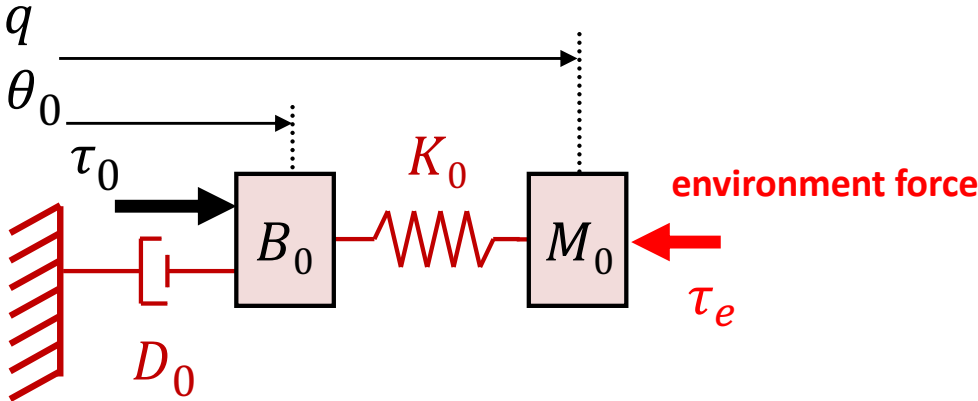 q
θ₀
τ₀
K₀
environment force
B₀
M₀
τₑ
D₀